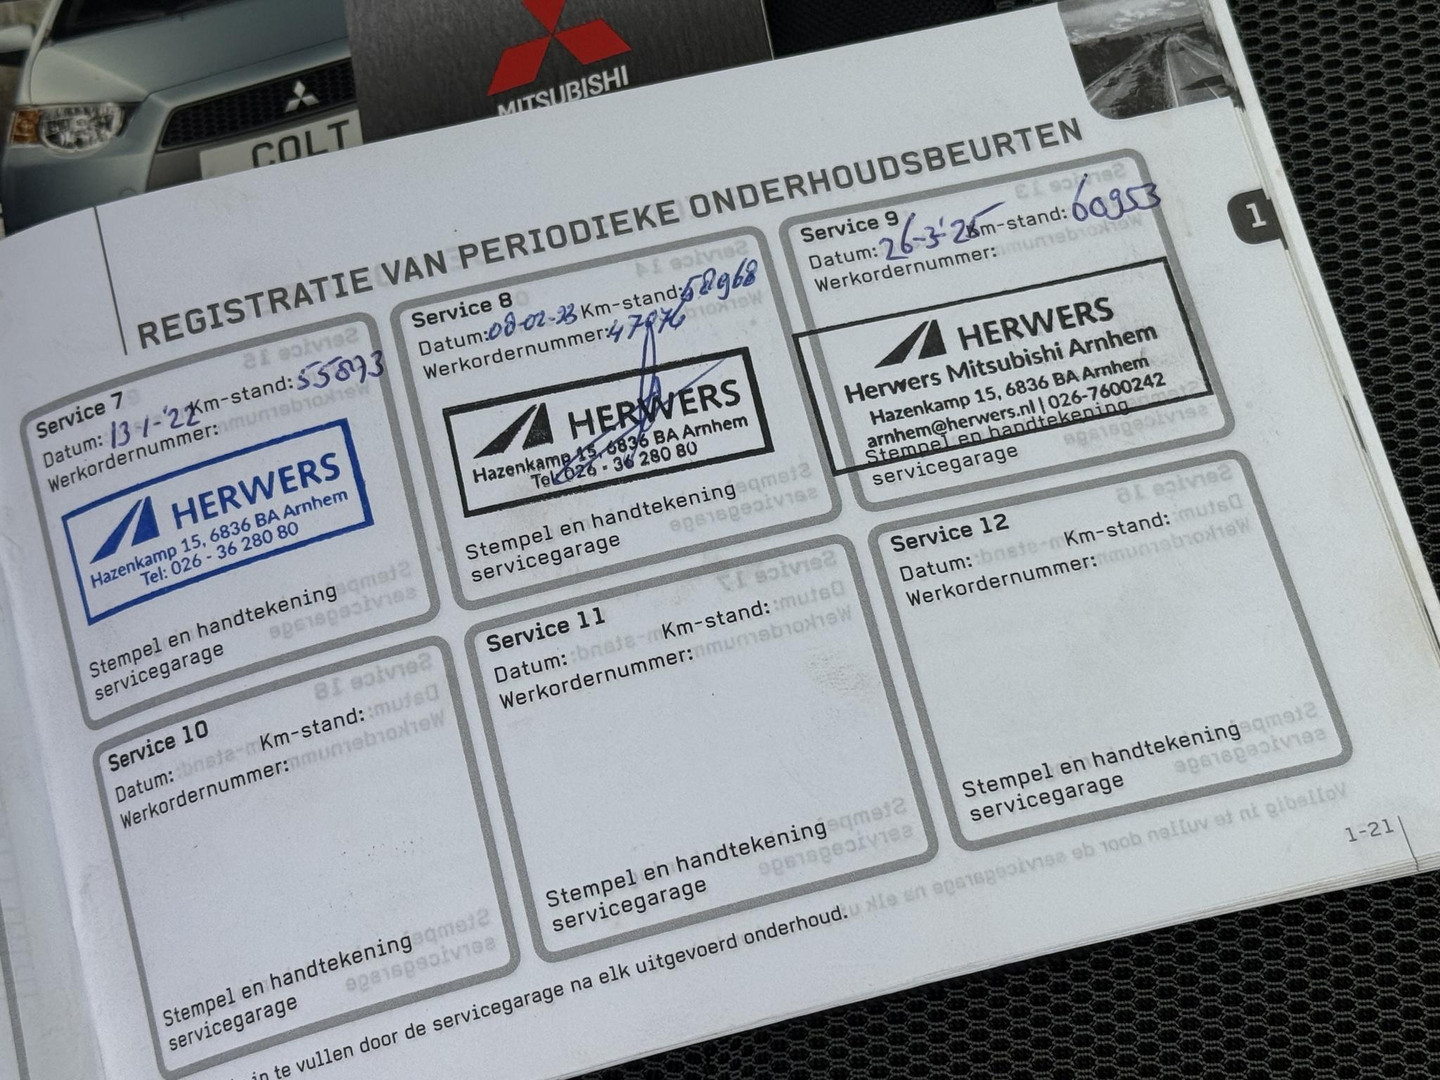 COLT
MITSUBISHI
REGISTRATIE VAN PERIODIEKE ONDERHOUDSBEURTEN
1
Service 7
Datum: 13-1-'22 Km-stand: 55893
Werkordernummer:
HERWERS
Hazenkamp 15, 6836 BA Arnhem
Tel: 026 - 36 280 80
Stempel en handtekening
servicegarage
Service 8
Datum: 08-02-23 Km-stand: 58968
Werkordernummer:
HERWERS
Hazenkamp 15, 6836 BA Arnhem
Tel: 026 - 36 280 80
Stempel en handtekening
servicegarage
Service 9
Datum: 26-3-'25 Km-stand: 60953
Werkordernummer:
HERWERS
Herwers Mitsubishi Arnhem
Hazenkamp 15, 6836 BA Arnhem
arnhem@herwers.nl | 026-7600242
Stempel en handtekening
servicegarage
Service 10
Datum: Km-stand:
Werkordernummer:
Stempel en handtekening
servicegarage
Service 11
Datum: Km-stand:
Werkordernummer:
Stempel en handtekening
servicegarage
Service 12
Datum: Km-stand:
Werkordernummer:
Stempel en handtekening
servicegarage
in te vullen door de servicegarage na elk uitgevoerd onderhoud.
1-21